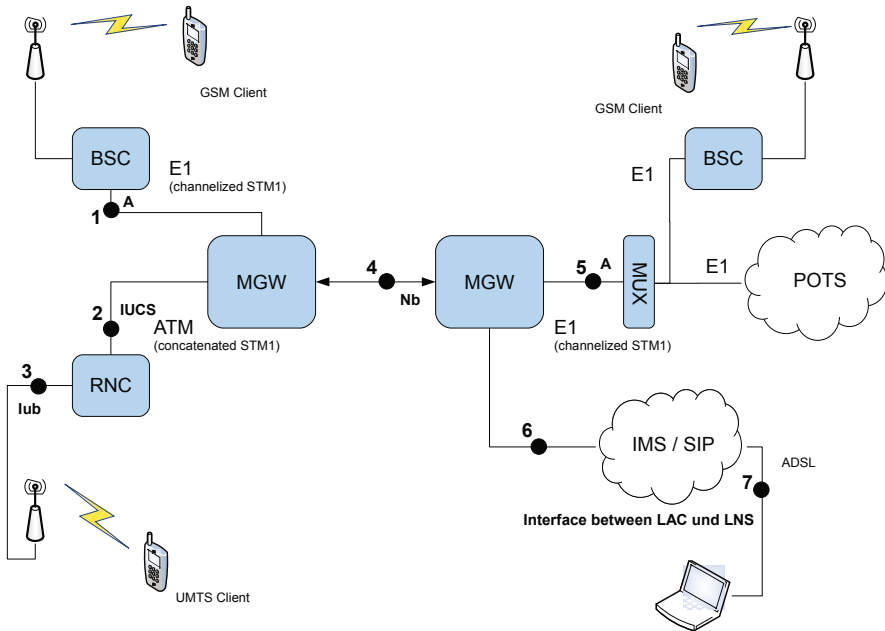 GSM Client
GSM Client
BSC
E1
(channelized STM1)
BSC
E1
1
A
MGW
4
Nb
MGW
5
A
MUX
E1
POTS
2
IUCS
ATM
(concatenated STM1)
E1
(channelized STM1)
3
Iub
RNC
6
IMS / SIP
ADSL
7
Interface between LAC und LNS
UMTS Client